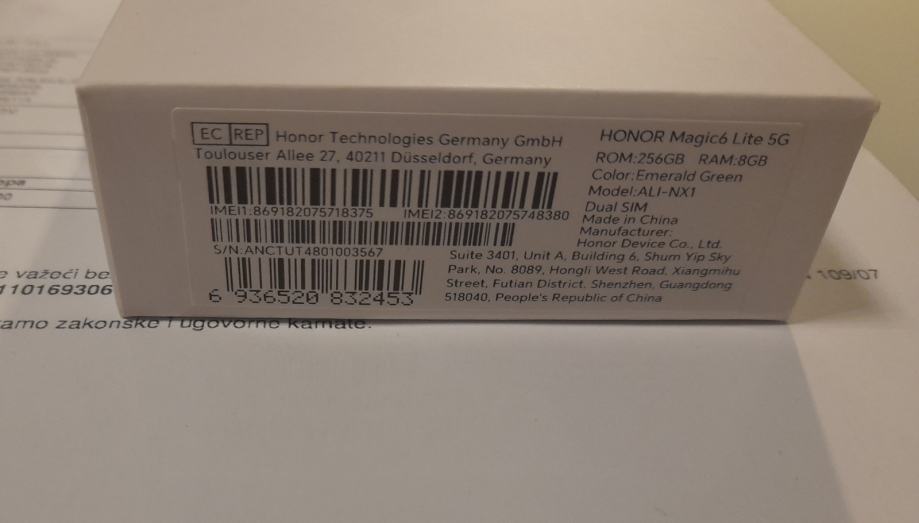 EC REP Honor Technologies Germany GmbH
Toulouser Allee 27, 40211 Düsseldorf, Germany
IMEI1:869182075718375 IMEI2:869182075748380
S/N:ANCTUT4801003567
6 936520 832453
HONOR Magic6 Lite 5G
ROM:256GB RAM:8GB
Color:Emerald Green
Model:ALI-NX1
Dual SIM
Made in China
Manufacturer:
Honor Device Co., Ltd.
Suite 3401, Unit A, Building 6, Shum Yip Sky
Park, No. 8089, Hongli West Road, Xiangmihu
Street, Futian District, Shenzhen, Guangdong
518040, People's Republic of China
e važeći be
110169306
109/07
amo zakonske i ugovorne kamate.